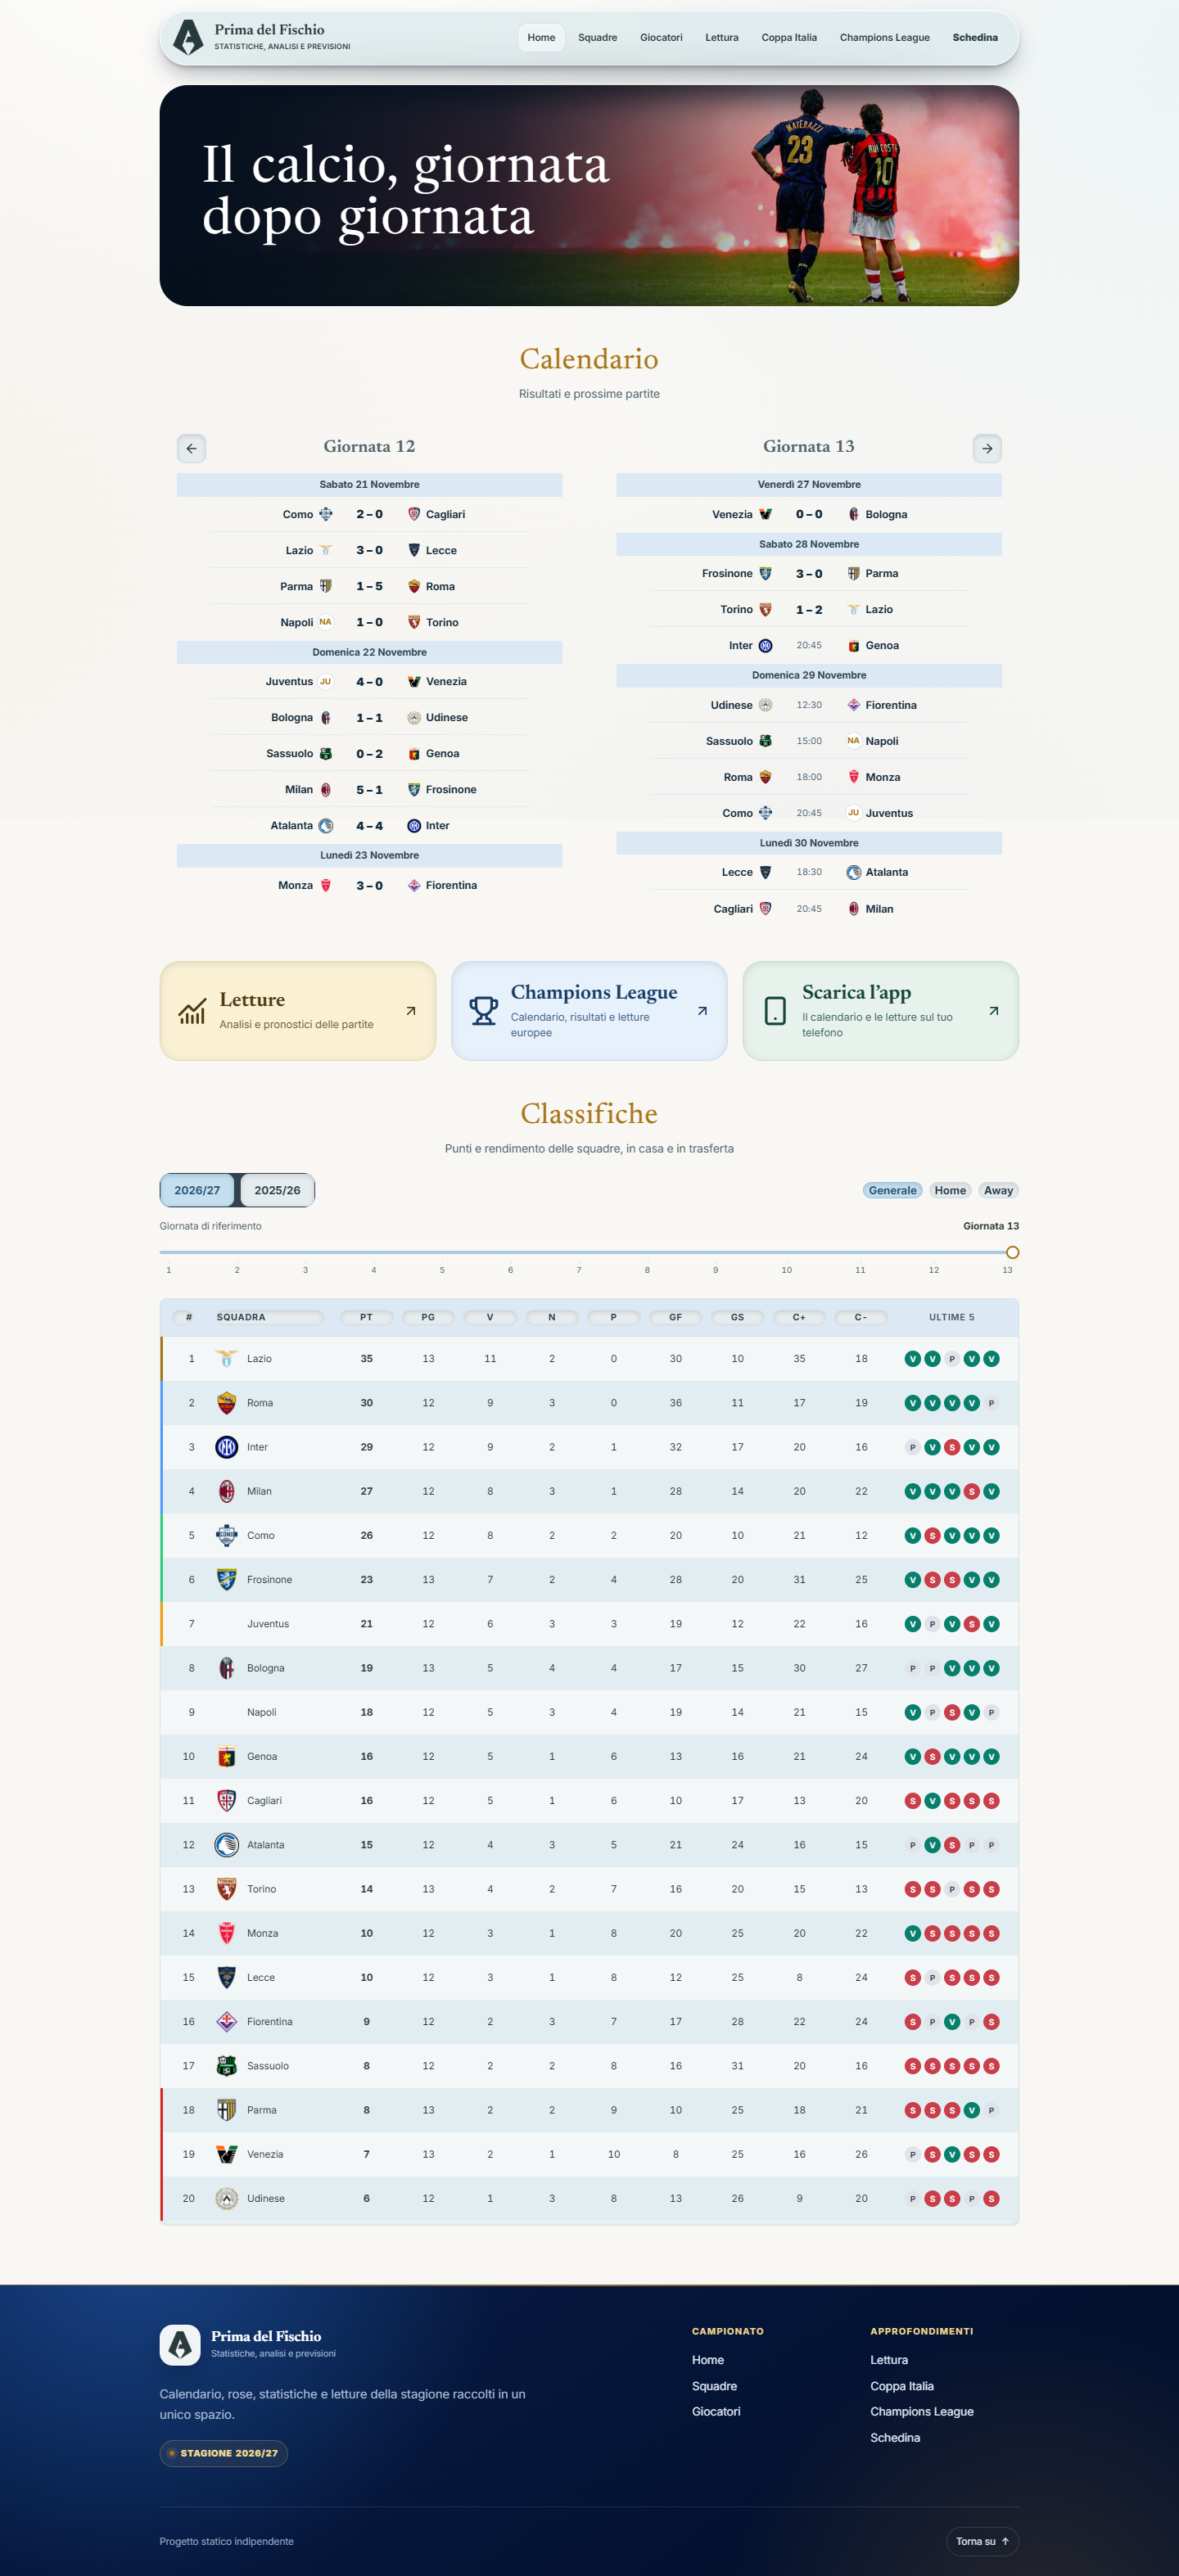 Prima del Fischio
STATISTICHE, ANALISI E PREVISIONI
Home Squadre Giocatori Lettura Coppa Italia Champions League Schedina
MATERAZZI
23
RUI COSTA
10
Il calcio, giornata
dopo giornata
Calendario
Risultati e prossime partite
Giornata 12
Sabato 21 Novembre
Como 2 – 0 Cagliari
Lazio 3 – 0 Lecce
Parma 1 – 5 Roma
Napoli NA 1 – 0 Torino
Domenica 22 Novembre
Juventus JU 4 – 0 Venezia
Bologna 1 – 1 Udinese
Sassuolo 0 – 2 Genoa
Milan 5 – 1 Frosinone
Atalanta 4 – 4 Inter
Lunedì 23 Novembre
Monza 3 – 0 Fiorentina
Giornata 13
Venerdì 27 Novembre
Venezia 0 – 0 Bologna
Sabato 28 Novembre
Frosinone 3 – 0 Parma
Torino 1 – 2 Lazio
Inter 20:45 Genoa
Domenica 29 Novembre
Udinese 12:30 Fiorentina
Sassuolo 15:00 NA Napoli
Roma 18:00 Monza
Como 20:45 JU Juventus
Lunedì 30 Novembre
Lecce 18:30 Atalanta
Cagliari 20:45 Milan
Letture
Analisi e pronostici delle partite
Champions League
Calendario, risultati e letture
europee
Scarica l’app
Il calendario e le letture sul tuo
telefono
Classifiche
Punti e rendimento delle squadre, in casa e in trasferta
2026/27 2025/26
Generale Home Away
Giornata di riferimento Giornata 13
1 2 3 4 5 6 7 8 9 10 11 12 13
# SQUADRA PT PG V N P GF GS C+ C- ULTIME 5
1 Lazio 35 13 11 2 0 30 10 35 18 V V P V V
2 Roma 30 12 9 3 0 36 11 17 19 V V V V P
3 Inter 29 12 9 2 1 32 17 20 16 P V S V V
4 Milan 27 12 8 3 1 28 14 20 22 V V V S V
5 Como 26 12 8 2 2 20 10 21 12 V S V V V
6 Frosinone 23 13 7 2 4 28 20 31 25 V S S V V
7 Juventus 21 12 6 3 3 19 12 22 16 V P V S V
8 Bologna 19 13 5 4 4 17 15 30 27 P P V V V
9 Napoli 18 12 5 3 4 19 14 21 15 V P S V P
10 Genoa 16 12 5 1 6 13 16 21 24 V S V V V
11 Cagliari 16 12 5 1 6 10 17 13 20 S V S S S
12 Atalanta 15 12 4 3 5 21 24 16 15 P V S P P
13 Torino 14 13 4 2 7 16 20 15 13 S S P S S
14 Monza 10 12 3 1 8 20 25 20 22 V S S S S
15 Lecce 10 12 3 1 8 12 25 8 24 S P S S S
16 Fiorentina 9 12 2 3 7 17 28 22 24 S P V P S
17 Sassuolo 8 12 2 2 8 16 31 20 16 S S S S S
18 Parma 8 13 2 2 9 10 25 18 21 S S S V P
19 Venezia 7 13 2 1 10 8 25 16 26 P S V S S
20 Udinese 6 12 1 3 8 13 26 9 20 P S S P S
Prima del Fischio
Statistiche, analisi e previsioni
Calendario, rose, statistiche e letture della stagione raccolti in un
unico spazio.
STAGIONE 2026/27
CAMPIONATO
Home
Squadre
Giocatori
APPROFONDIMENTI
Lettura
Coppa Italia
Champions League
Schedina
Progetto statico indipendente
Torna su ↑